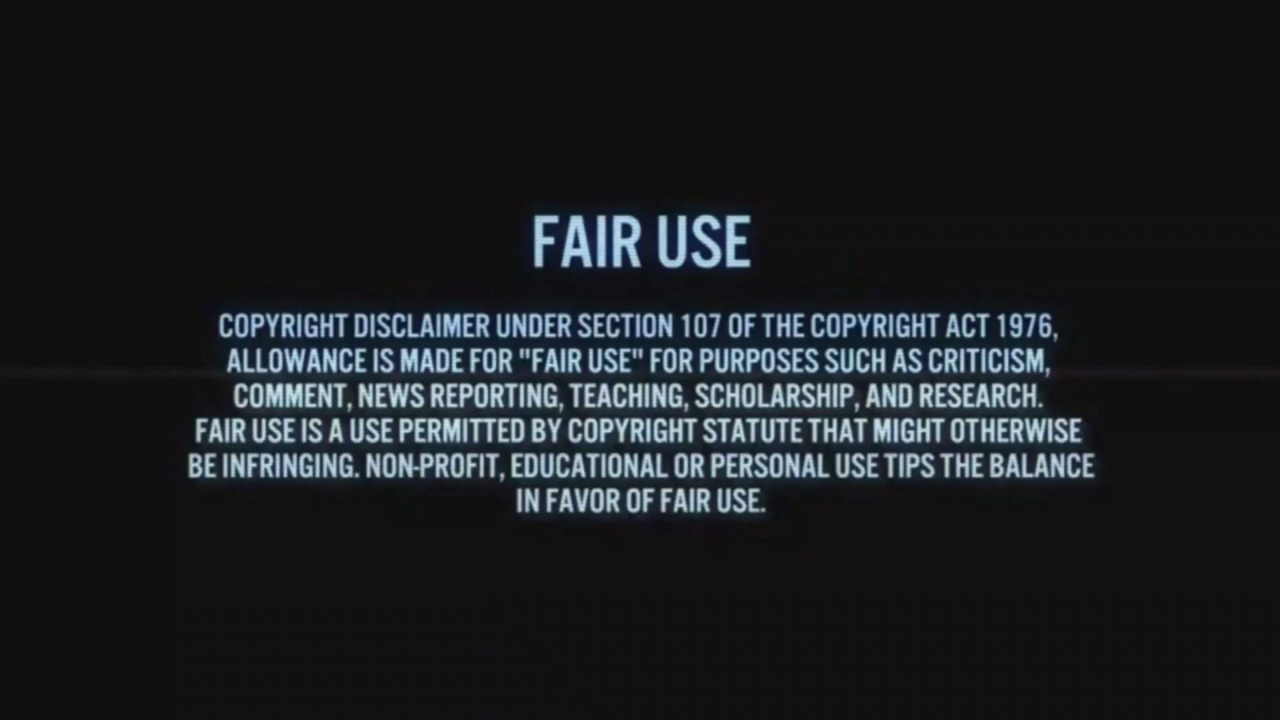 FAIR USE
COPYRIGHT DISCLAIMER UNDER SECTION 107 OF THE COPYRIGHT ACT 1976,
ALLOWANCE IS MADE FOR "FAIR USE" FOR PURPOSES SUCH AS CRITICISM,
COMMENT, NEWS REPORTING, TEACHING, SCHOLARSHIP, AND RESEARCH.
FAIR USE IS A USE PERMITTED BY COPYRIGHT STATUTE THAT MIGHT OTHERWISE
BE INFRINGING. NON-PROFIT, EDUCATIONAL OR PERSONAL USE TIPS THE BALANCE
IN FAVOR OF FAIR USE.